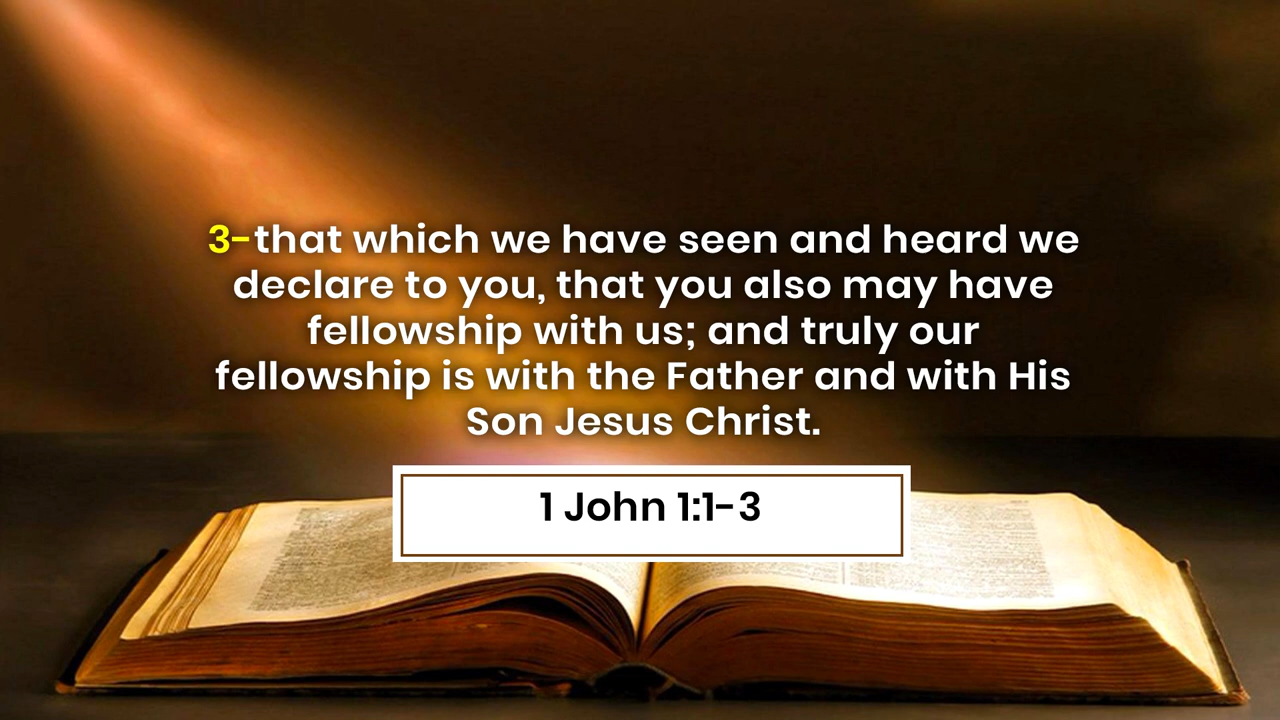 3-that which we have seen and heard we
declare to you, that you also may have
fellowship with us; and truly our
fellowship is with the Father and with His
Son Jesus Christ.
1 John 1:1-3